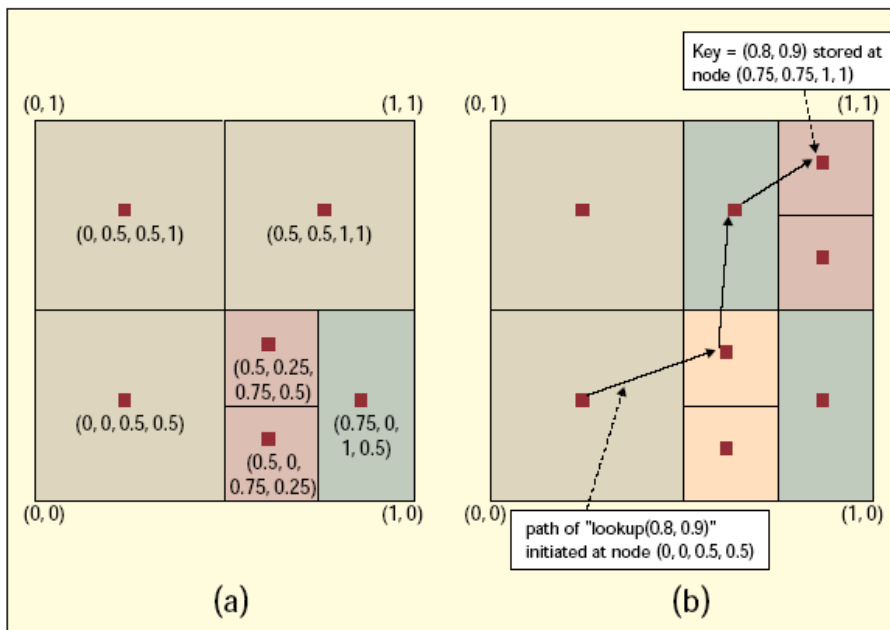 Key = (0.8, 0.9) stored at
node (0.75, 0.75, 1, 1)
(0, 1)
(1, 1)
(0, 1)
(1, 1)
(0, 0.5, 0.5, 1)
(0.5, 0.5, 1, 1)
(0.5, 0.25,
0.75, 0.5)
(0, 0, 0.5, 0.5)
(0.75, 0,
1, 0.5)
(0.5, 0,
0.75, 0.25)
(0, 0)
(1, 0)
(0, 0)
(1, 0)
path of "lookup(0.8, 0.9)"
initiated at node (0, 0, 0.5, 0.5)
(a)
(b)